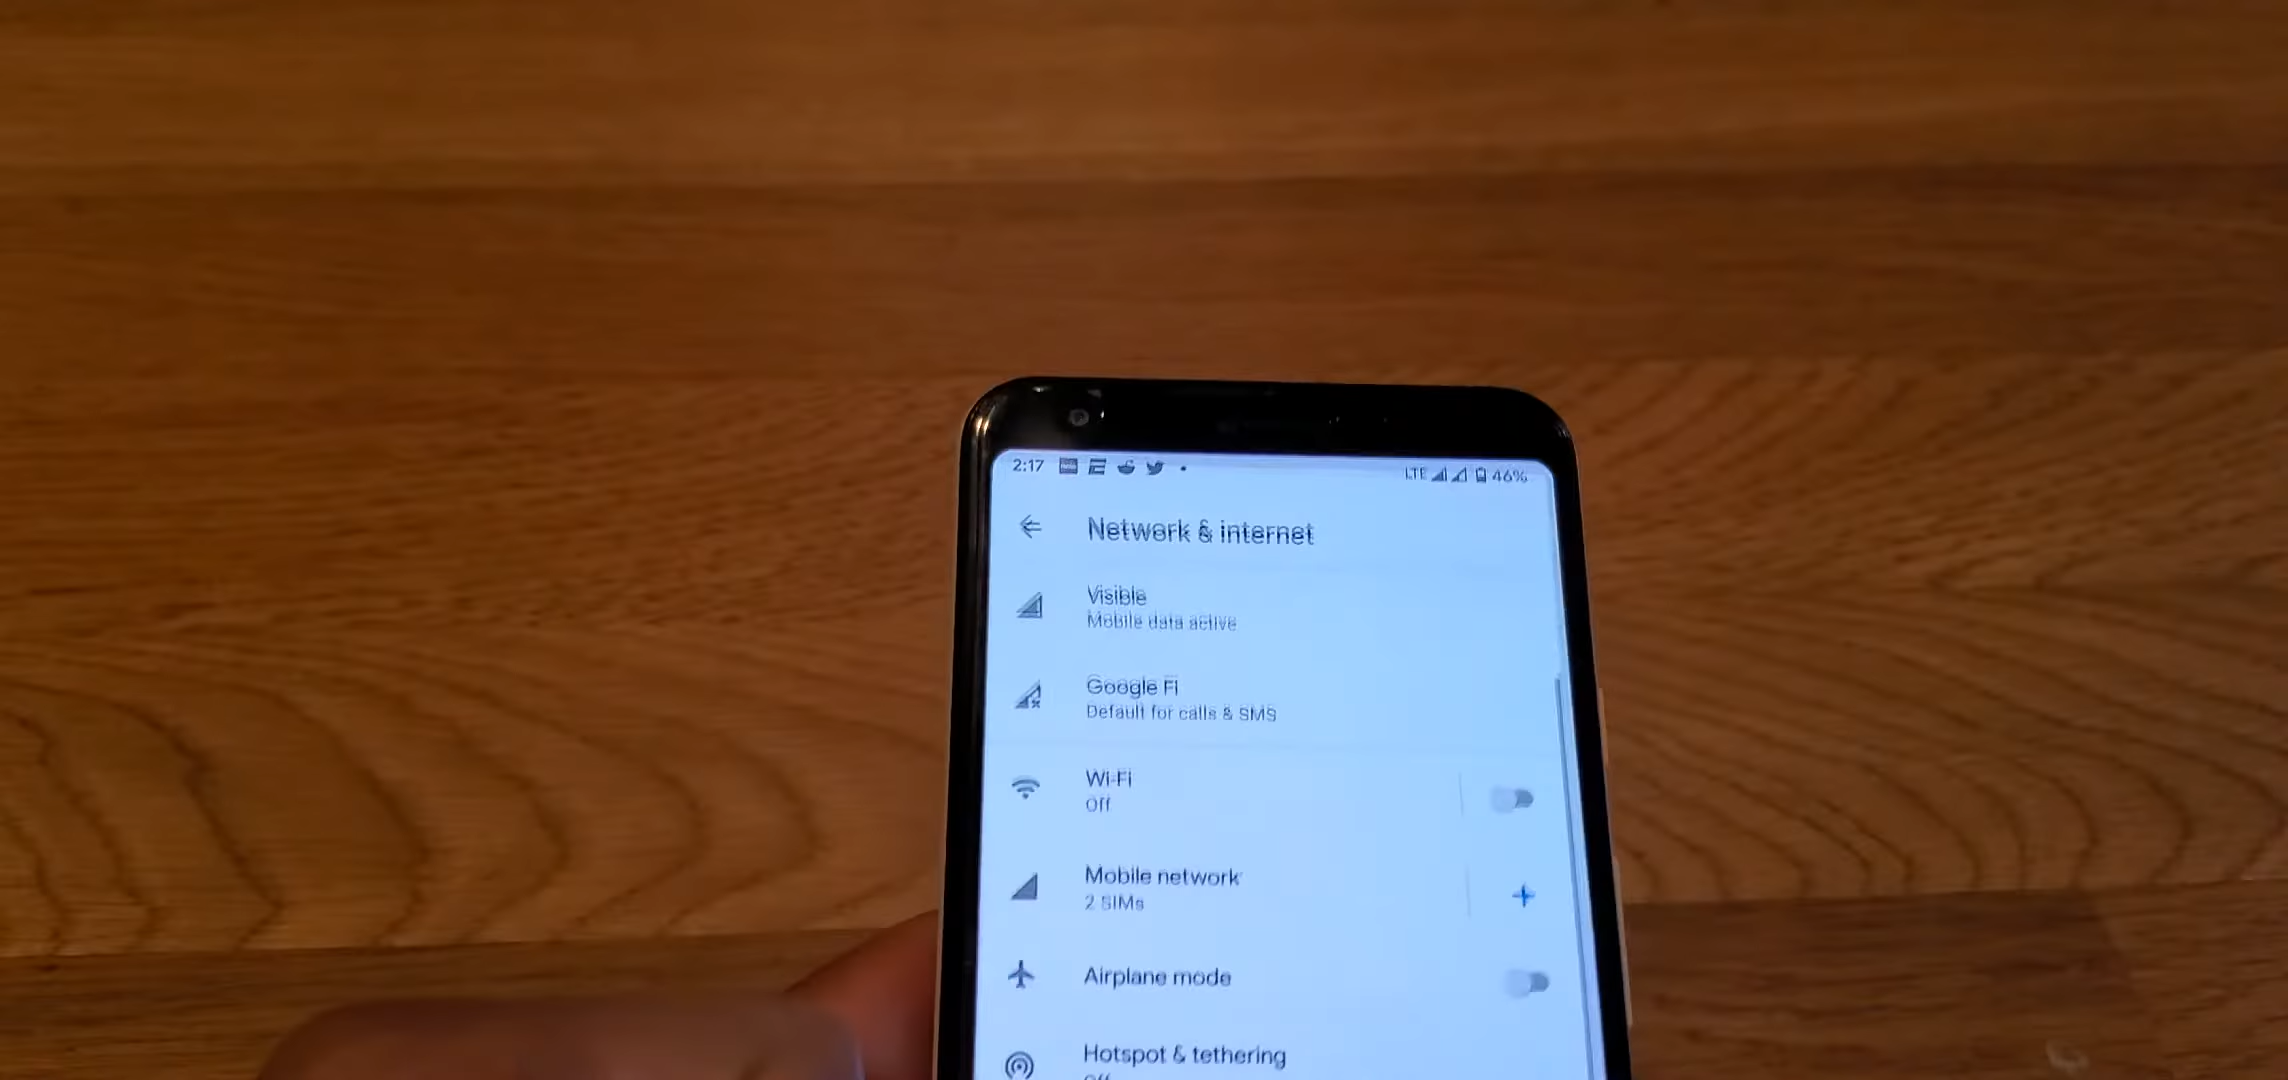 2:17 LTE 46%
Network & internet
Visible
Mobile data active
Google Fi
Default for calls & SMS
Wi-Fi
Off
Mobile network
2 SIMs
Airplane mode
Hotspot & tethering